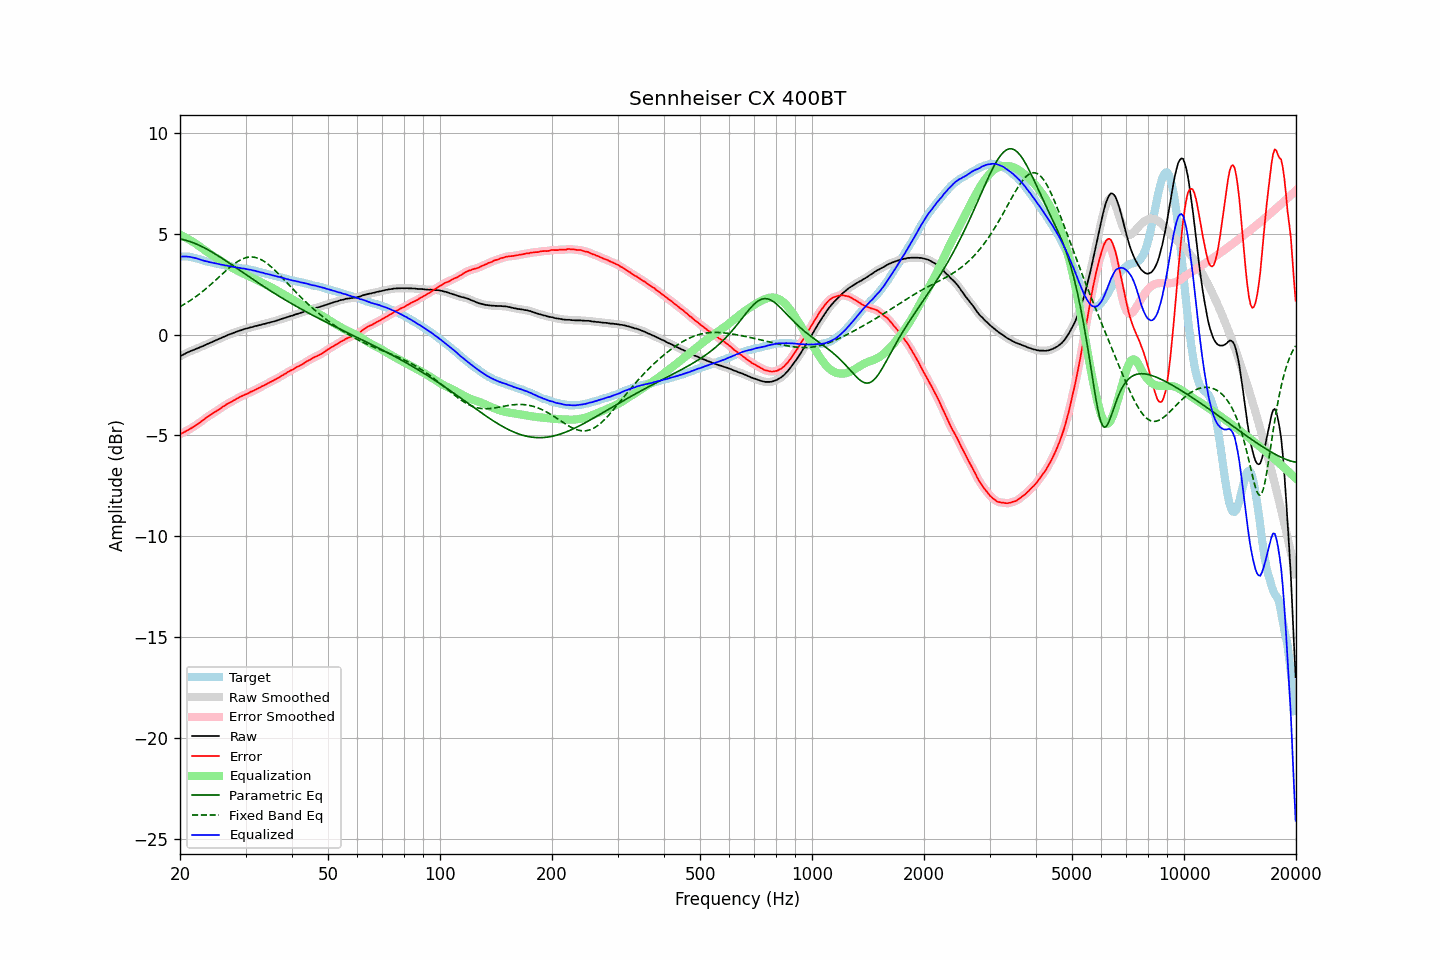 Sennheiser CX 400BT
Amplitude (dBr)
10
5
0
−5
−10
−15
−20
−25
Target
Raw Smoothed
Error Smoothed
Raw
Error
Equalization
Parametric Eq
Fixed Band Eq
Equalized
20 50 100 200 500 1000 2000 5000 10000 20000
Frequency (Hz)